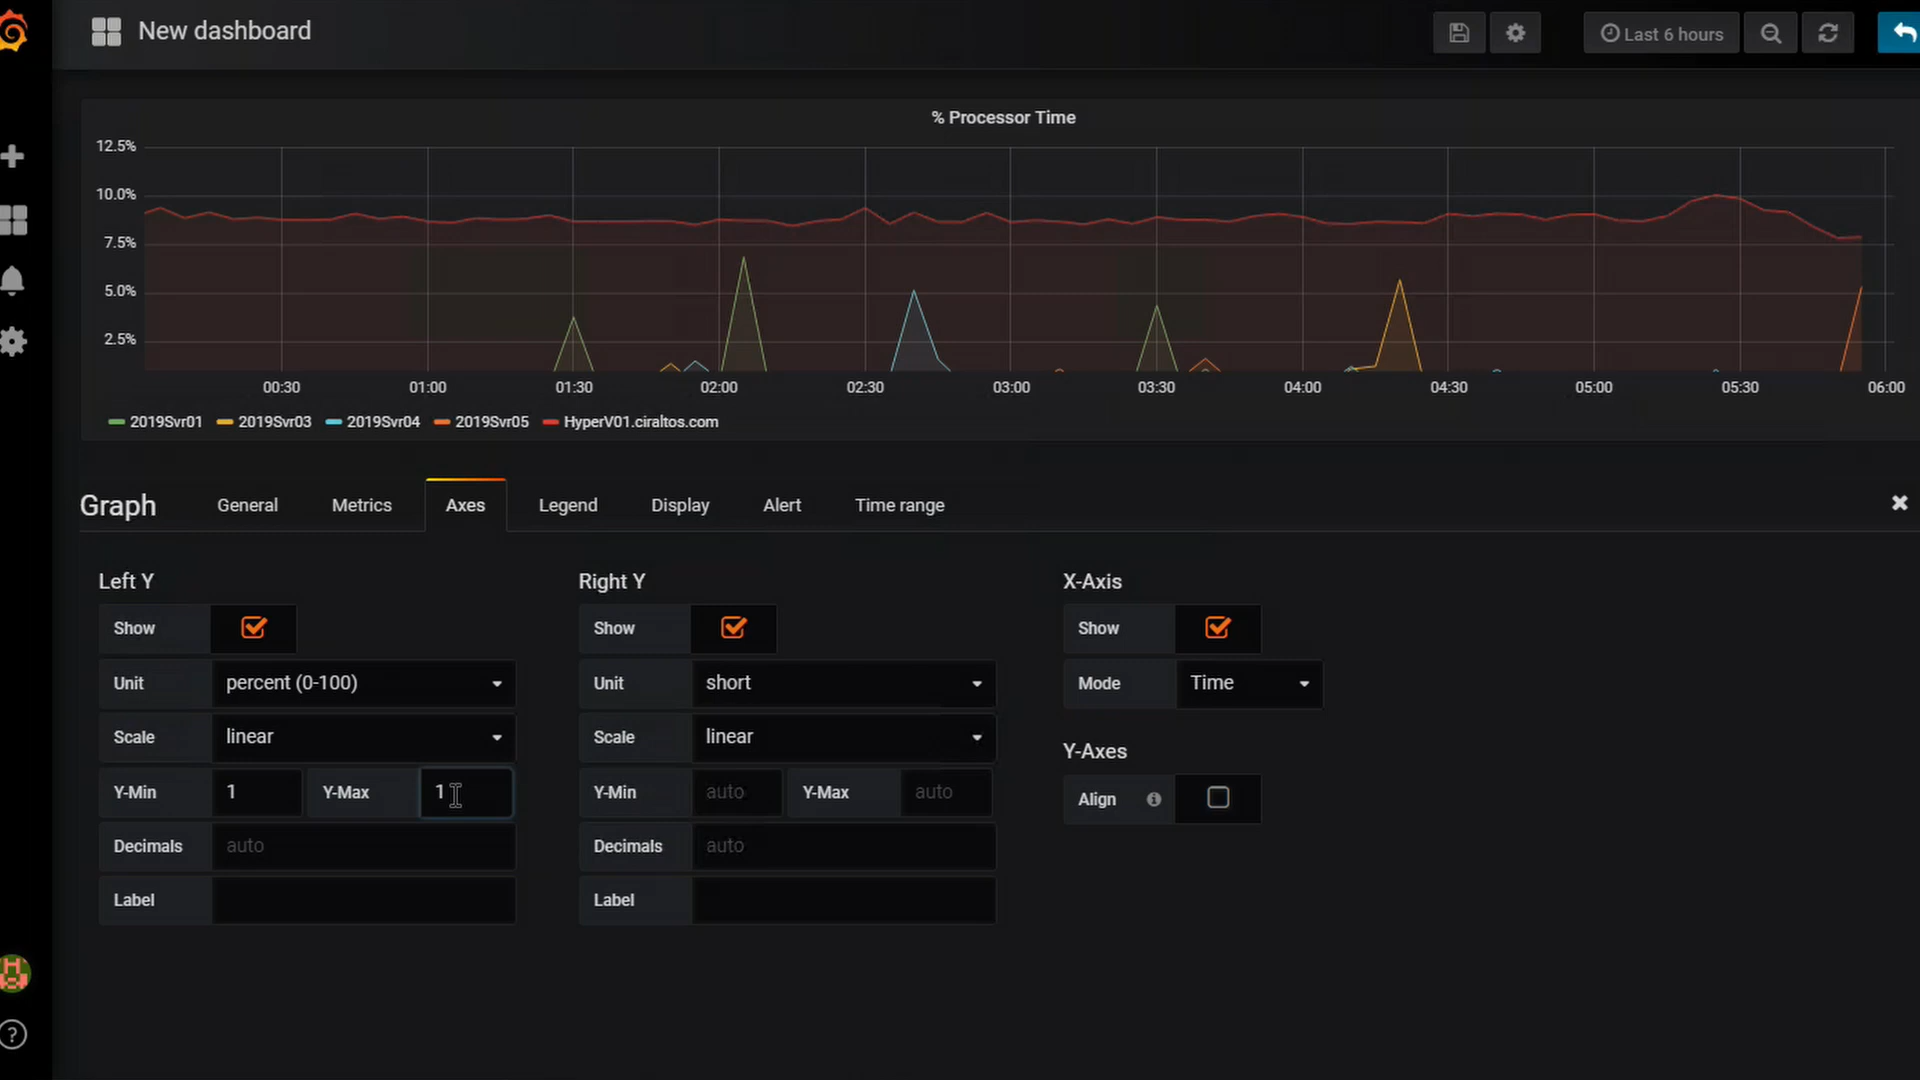 New dashboard
Last 6 hours
% Processor Time
12.5%
10.0%
7.5%
5.0%
2.5%
00:30 01:00 01:30 02:00 02:30 03:00 03:30 04:00 04:30 05:00 05:30 06:00
2019Svr01 2019Svr03 2019Svr04 2019Svr05 HyperV01.ciraltos.com
Graph General Metrics Axes Legend Display Alert Time range
Left Y
Show
Unit percent (0-100)
Scale linear
Y-Min 1 Y-Max 1
Decimals auto
Label
Right Y
Show
Unit short
Scale linear
Y-Min auto Y-Max auto
Decimals auto
Label
X-Axis
Show
Mode Time
Y-Axes
Align